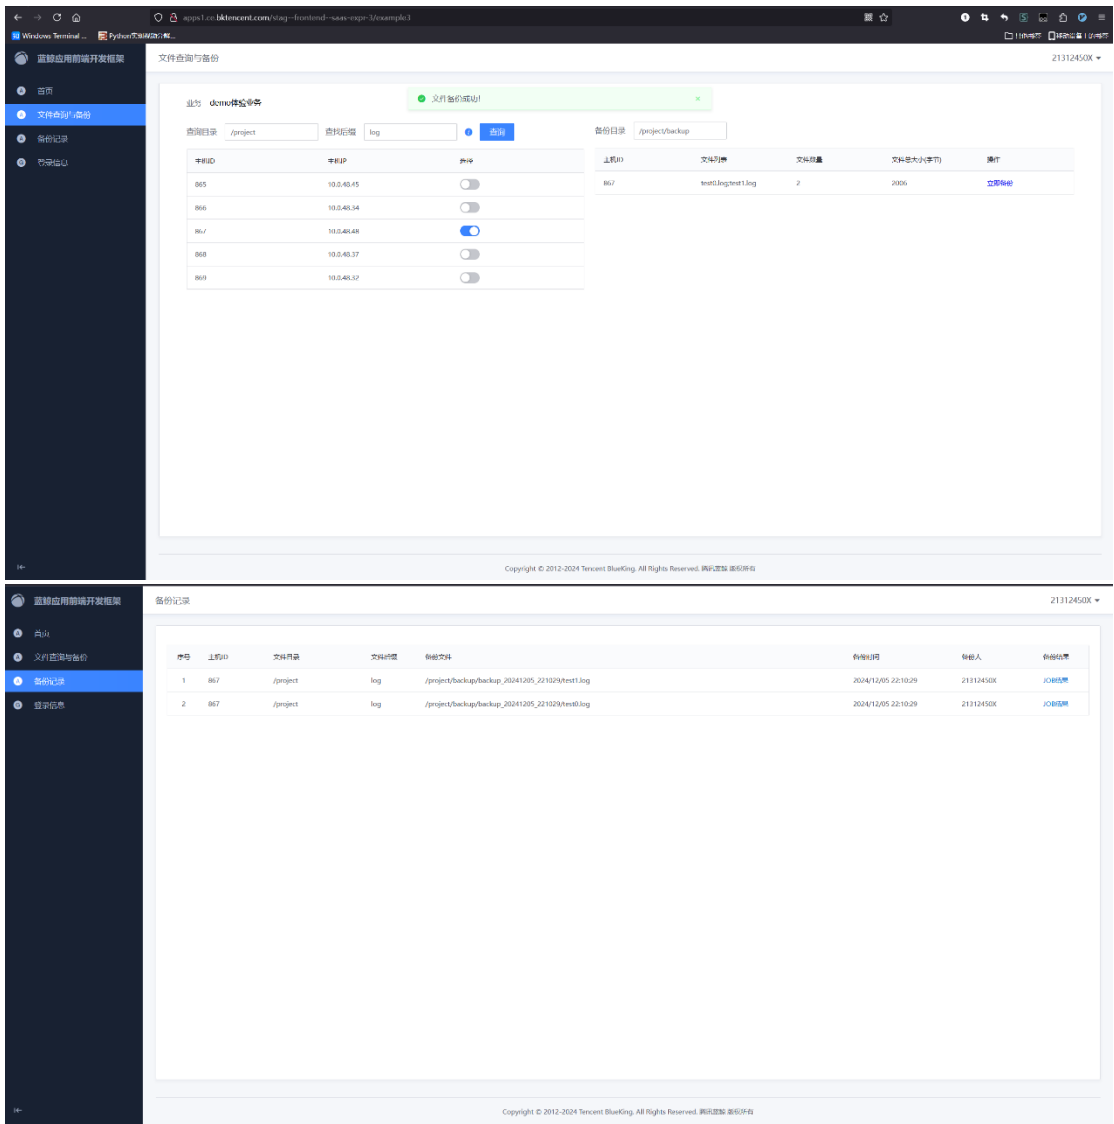 apps1.ce.bktencent.com/stag--frontend--saas-expr-3/example3
Windows Terminal ...
蓝鲸应用前端开发框架
文件查询与备份
21312450X
首页
文件查询与备份
备份记录
登录信息
业务 demo体验业务
文件备份成功!
查询目录 /project 查找后缀 log 查询
备份目录 /project/backup
主机ID 主机IP 选择
865 10.0.48.45
866 10.0.48.34
867 10.0.48.48
868 10.0.48.37
869 10.0.48.32
主机ID 文件列表 文件数量 文件总大小(字节) 操作
867 test0.log;test1.log 2 2006 立即备份
Copyright © 2012-2024 Tencent BlueKing. All Rights Reserved. 腾讯蓝鲸 版权所有
蓝鲸应用前端开发框架
备份记录
21312450X
首页
文件查询与备份
备份记录
登录信息
序号 主机ID 文件目录 文件后缀 备份文件 备份时间 备份人 备份结果
1 867 /project log /project/backup/backup_20241205_221029/test1.log 2024/12/05 22:10:29 21312450X JOB结果
2 867 /project log /project/backup/backup_20241205_221029/test0.log 2024/12/05 22:10:29 21312450X JOB结果
Copyright © 2012-2024 Tencent BlueKing. All Rights Reserved. 腾讯蓝鲸 版权所有